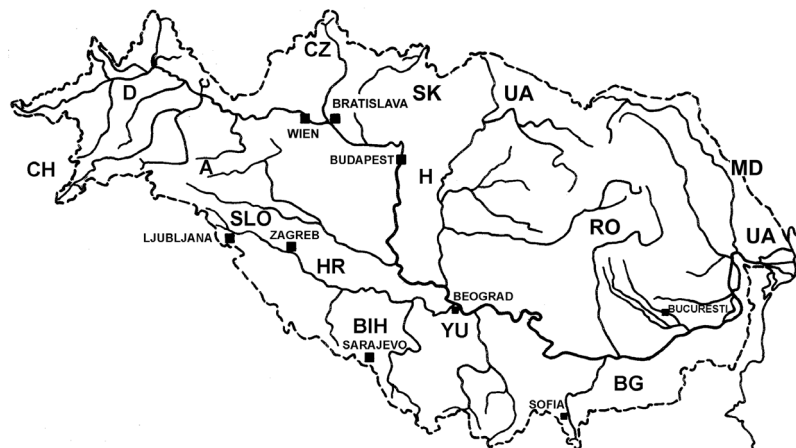 CZ
D
SK
UA
BRATISLAVA
WIEN
BUDAPEST
CH
A
H
MD
SLO
RO
UA
LJUBLJANA
ZAGREB
HR
BEOGRAD
BUCURESTI
BIH
YU
SARAJEVO
BG
SOFIA